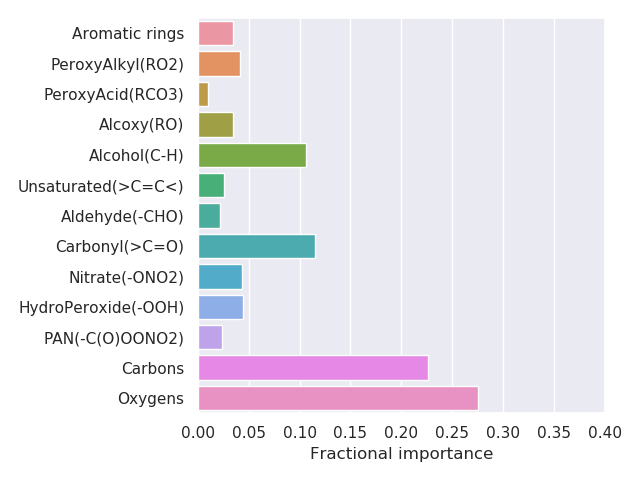 Aromatic rings
PeroxyAlkyl(RO2)
PeroxyAcid(RCO3)
Alcoxy(RO)
Alcohol(C-H)
Unsaturated(>C=C<)
Aldehyde(-CHO)
Carbonyl(>C=O)
Nitrate(-ONO2)
HydroPeroxide(-OOH)
PAN(-C(O)OONO2)
Carbons
Oxygens
0.00 0.05 0.10 0.15 0.20 0.25 0.30 0.35 0.40
Fractional importance